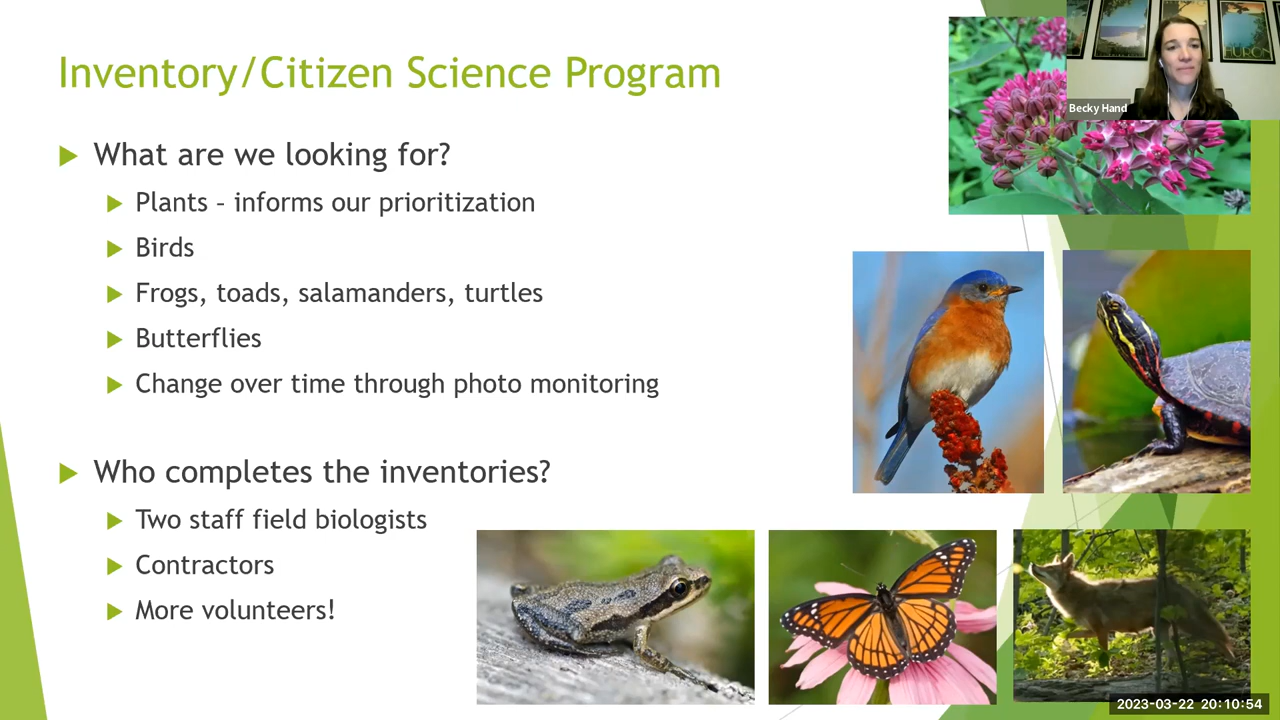 Inventory/Citizen Science Program
What are we looking for?
Plants – informs our prioritization
Birds
Frogs, toads, salamanders, turtles
Butterflies
Change over time through photo monitoring
Who completes the inventories?
Two staff field biologists
Contractors
More volunteers!
HURON
Becky Hand
2023-03-22 20:10:54